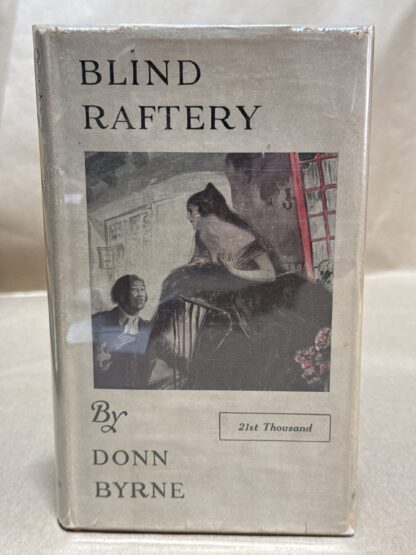 BLIND
RAFTERY
By
21st Thousand
DONN
BYRNE